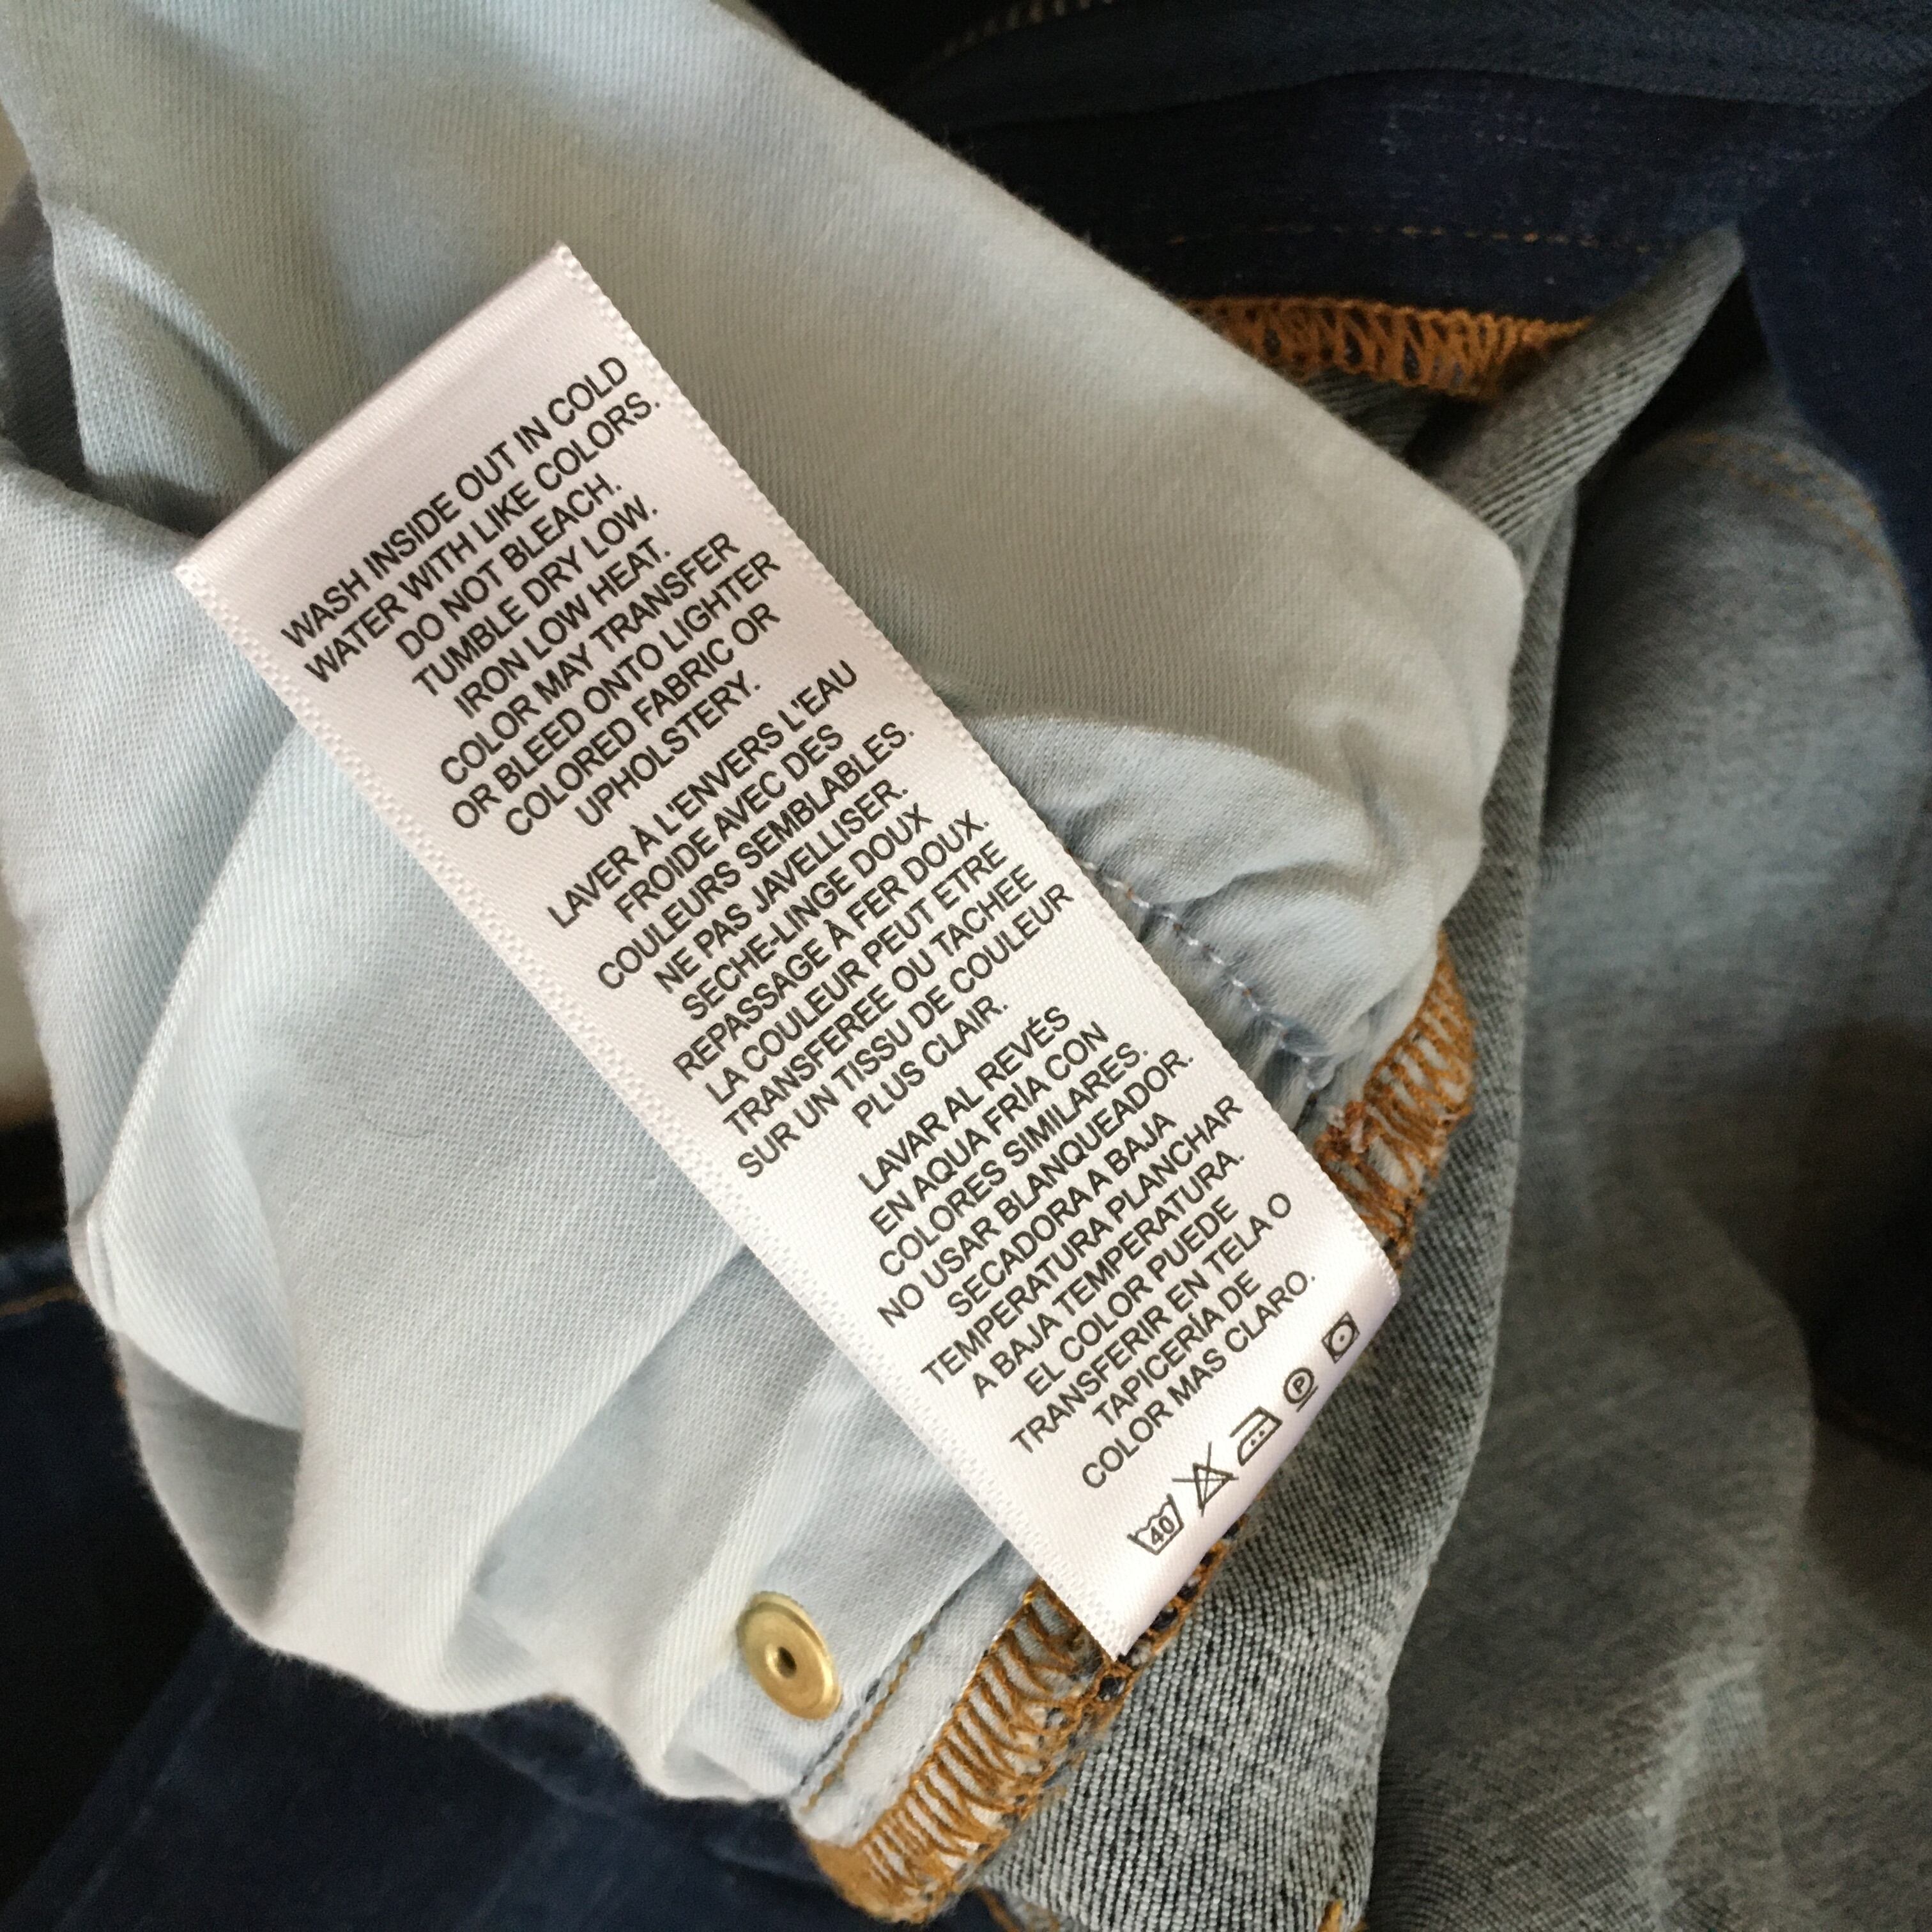 WASH INSIDE OUT IN COLD
WATER WITH LIKE COLORS.
DO NOT BLEACH.
TUMBLE DRY LOW.
IRON LOW HEAT.
COLOR MAY TRANSFER
OR BLEED ONTO LIGHTER
COLORED FABRIC OR
UPHOLSTERY.
LAVER À L'ENVERS L'EAU
FROIDE AVEC DES
COULEURS SEMBLABLES.
NE PAS JAVELLISER.
SECHE-LINGE DOUX
REPASSAGE À FER DOUX.
LA COULEUR PEUT ETRE
TRANSFEREE OU TACHEE
SUR UN TISSU DE COULEUR
PLUS CLAIR.
LAVAR AL REVÉS
EN AQUA FRÍA CON
COLORES SIMILARES.
NO USAR BLANQUEADOR.
SECADORA A BAJA
TEMPERATURA PLANCHAR
A BAJA TEMPERATURA.
EL COLOR PUEDE
TRANSFERIR EN TELA O
TAPICERÍA DE
COLOR MAS CLARO.
40 P